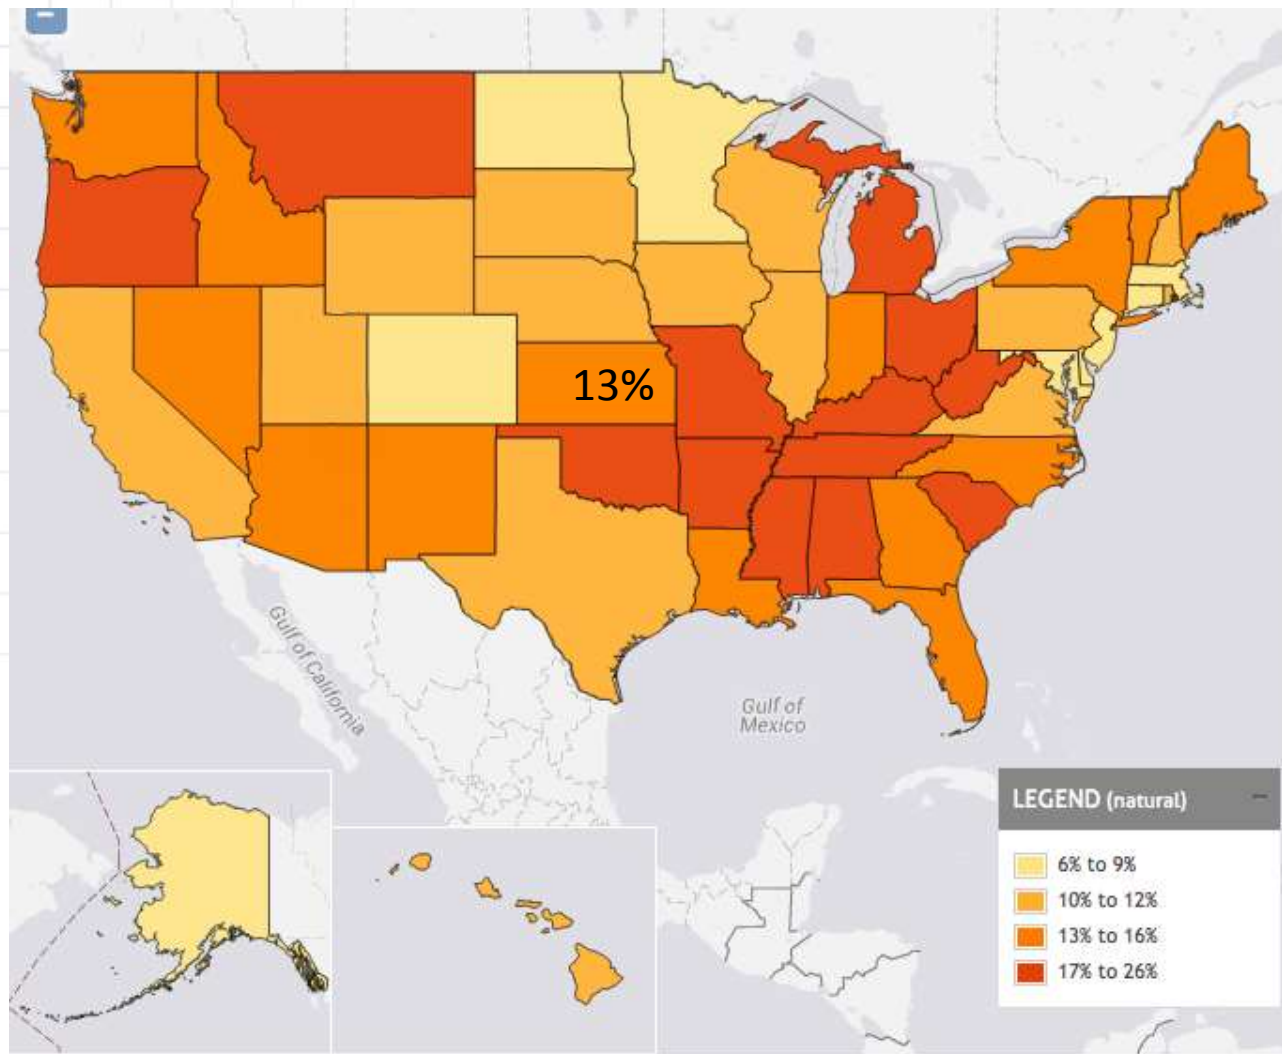 13%
Gulf of California
Gulf of
Mexico
LEGEND (natural)
6% to 9%
10% to 12%
13% to 16%
17% to 26%